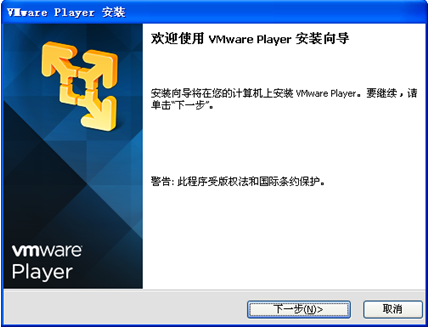 VMware Player 安装
欢迎使用 VMware Player 安装向导
安装向导将在您的计算机上安装 VMware Player。要继续，请
单击“下一步”。
警告: 此程序受版权法和国际条约保护。
vmware
Player
下一步(N)>
取消